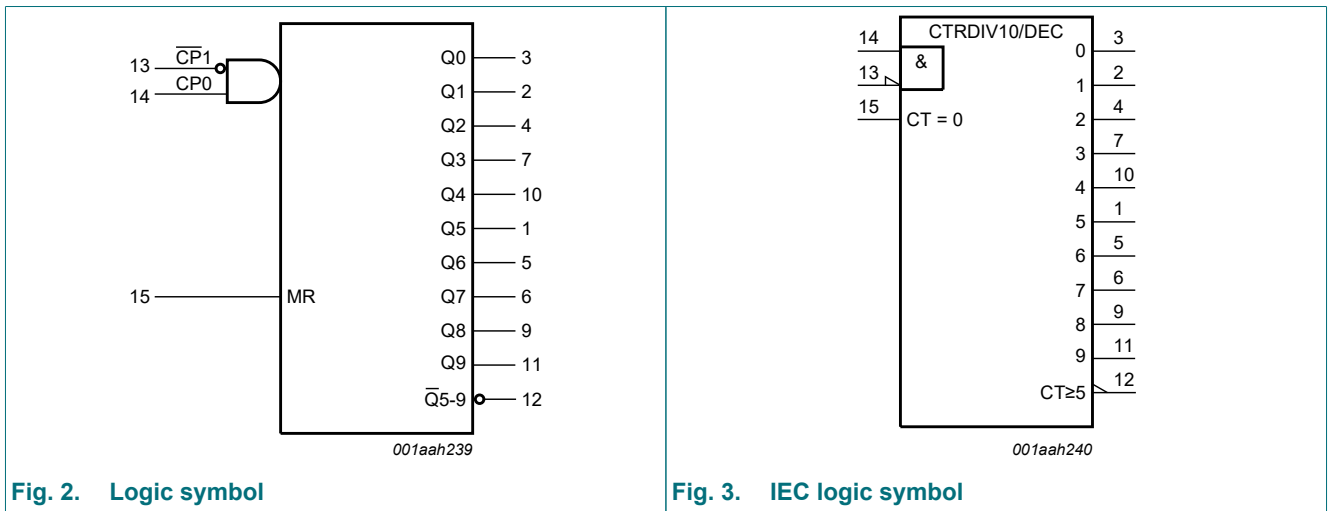 13 C̅P̅1 Q0 3
14 CP0 Q1 2
Q2 4
Q3 7
Q4 10
Q5 1
Q6 5
15 MR Q7 6
Q8 9
Q9 11
Q̅5-9 12
001aah239
Fig. 2. Logic symbol
CTRDIV10/DEC
14 & 0 3
13 1 2
15 CT = 0 2 4
3 7
4 10
5 1
6 5
7 6
8 9
9 11
CT≥5 12
001aah240
Fig. 3. IEC logic symbol